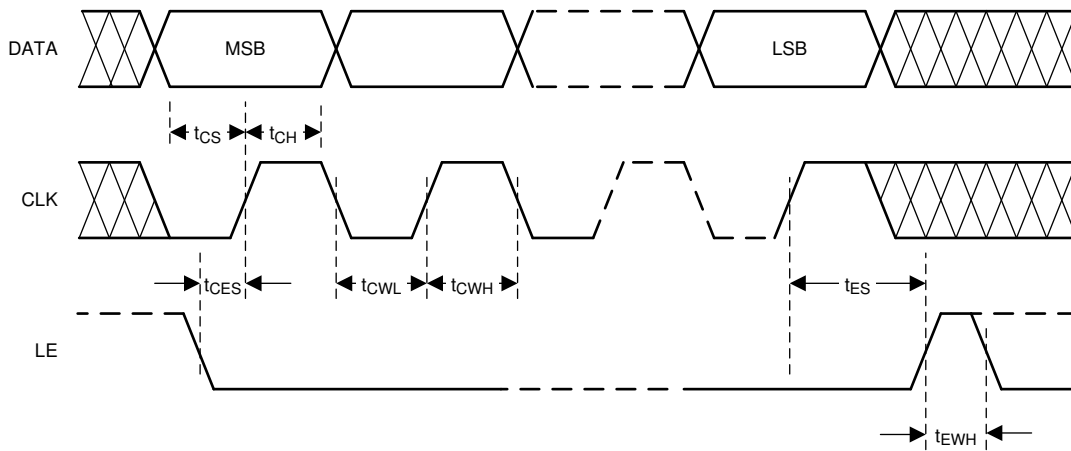 DATA
MSB
LSB
tCS
tCH
CLK
tCES
tCWL
tCWH
tES
LE
tEWH